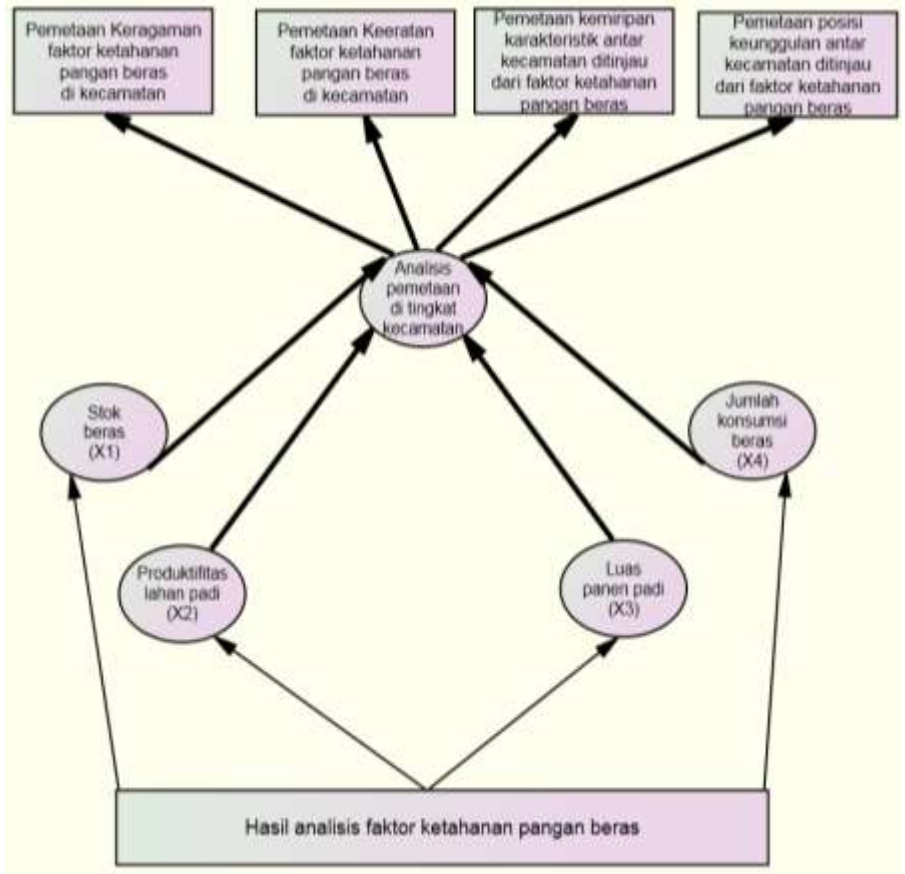 Pemetaan Keragaman
faktor ketahanan
pangan beras
di kecamatan
Pemetaan Keeratan
faktor ketahanan
pangan beras
di kecamatan
Pemetaan kemiripan
karakteristik antar
kecamatan ditinjau
dari faktor ketahanan
pangan beras
Pemetaan posisi
keunggulan antar
kecamatan ditinjau
dari faktor ketahanan
pangan beras
Analisis
pemetaan
di tingkat
kecamatan
Stok
beras
(X1)
Jumlah
konsumsi
beras
(X4)
Produktifitas
lahan padi
(X2)
Luas
panen padi
(X3)
Hasil analisis faktor ketahanan pangan beras